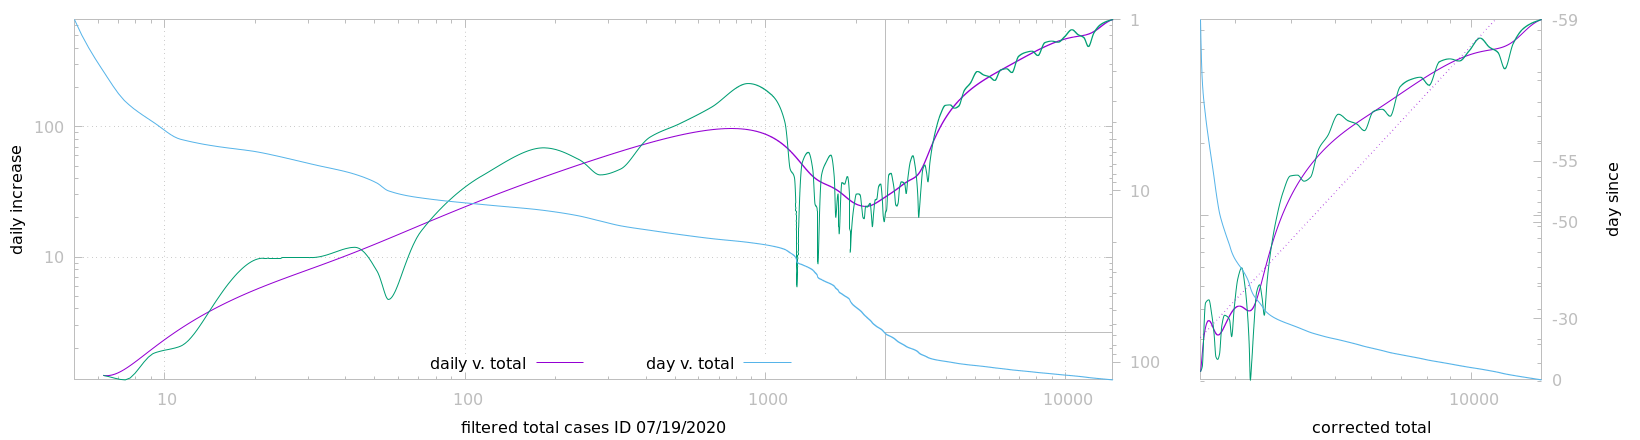 daily increase
100
10
daily v. total
day v. total
10
100
1000
10000
filtered total cases ID 07/19/2020
1
10
100
10000
corrected total
-59
-55
-50
-30
0
day since